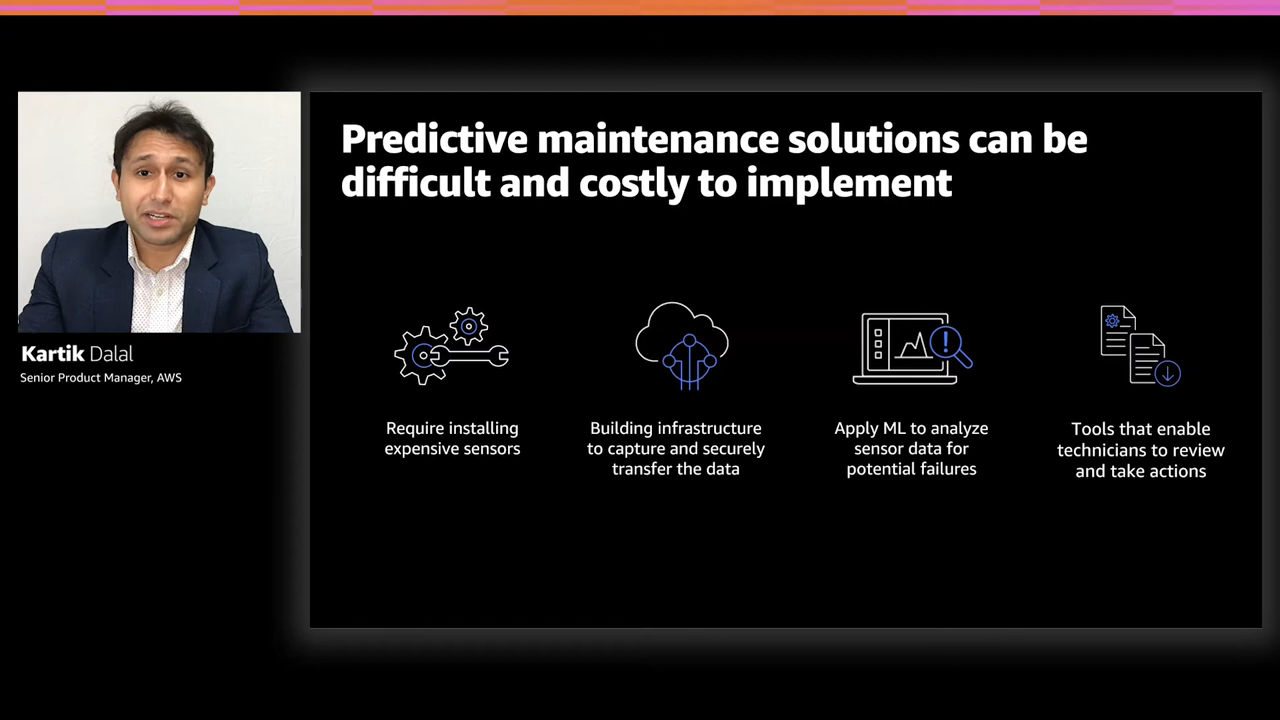 Predictive maintenance solutions can be
difficult and costly to implement
Kartik Dalal
Senior Product Manager, AWS
Require installing
expensive sensors
Building infrastructure
to capture and securely
transfer the data
Apply ML to analyze
sensor data for
potential failures
Tools that enable
technicians to review
and take actions